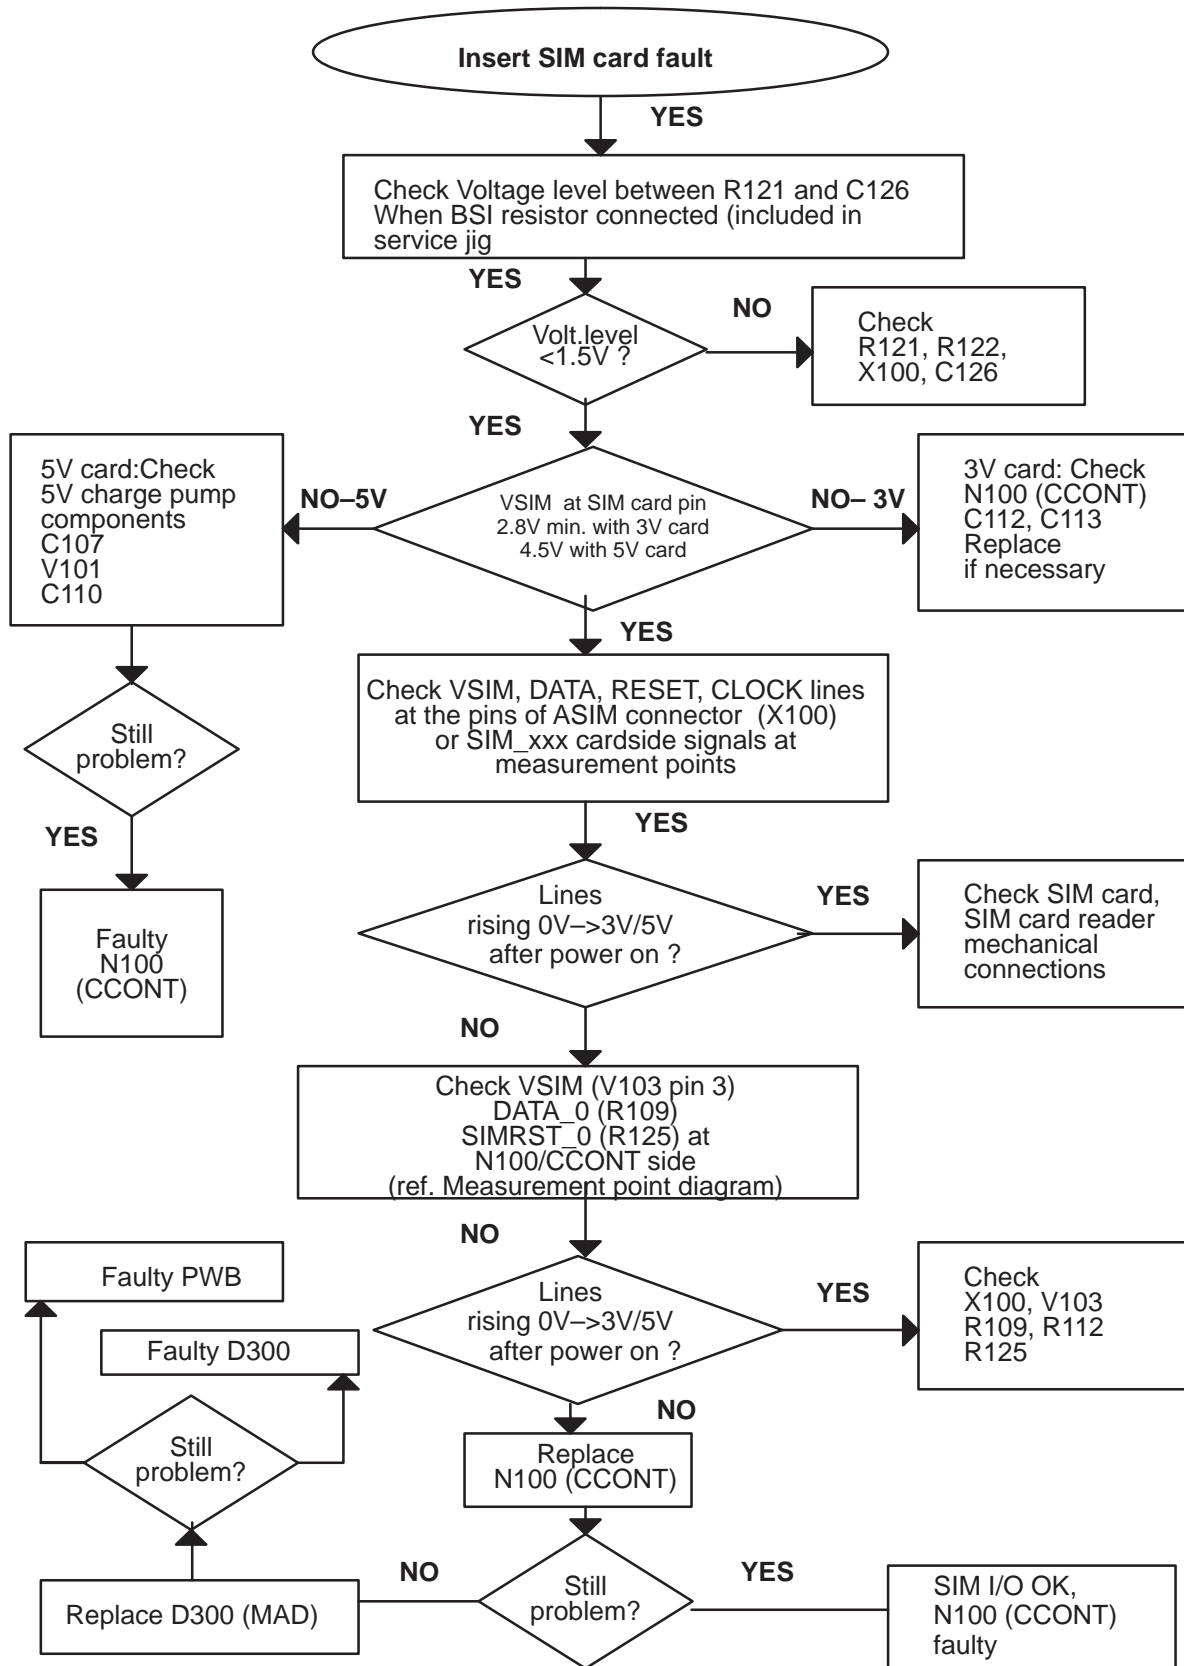 Insert SIM card fault
YES
Check Voltage level between R121 and C126
When BSI resistor connected (included in
service jig
YES
Volt.level
<1.5V ?
NO
Check
R121, R122,
X100, C126
YES
5V card:Check
5V charge pump
components
C107
V101
C110
NO–5V
VSIM at SIM card pin
2.8V min. with 3V card
4.5V with 5V card
NO– 3V
3V card: Check
N100 (CCONT)
C112, C113
Replace
if necessary
YES
Still
problem?
YES
Faulty
N100
(CCONT)
Check VSIM, DATA, RESET, CLOCK lines
at the pins of ASIM connector (X100)
or SIM_xxx cardside signals at
measurement points
YES
Lines
rising 0V–>3V/5V
after power on ?
YES
Check SIM card,
SIM card reader
mechanical
connections
NO
Check VSIM (V103 pin 3)
DATA_0 (R109)
SIMRST_0 (R125) at
N100/CCONT side
(ref. Measurement point diagram)
NO
Lines
rising 0V–>3V/5V
after power on ?
YES
Check
X100, V103
R109, R112
R125
NO
Replace
N100 (CCONT)
Still
problem?
YES
SIM I/O OK,
N100 (CCONT)
faulty
NO
Replace D300 (MAD)
Still
problem?
Faulty D300
Faulty PWB